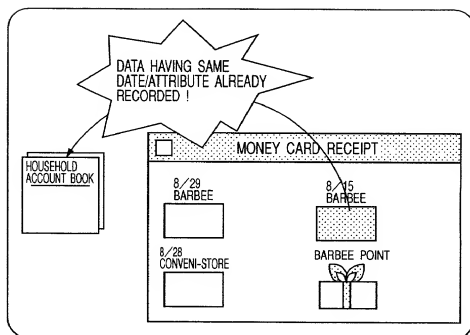 DATA HAVING SAME
DATE/ATTRIBUTE ALREADY
RECORDED !
MONEY CARD RECEIPT
HOUSEHOLD
ACCOUNT BOOK
8/29
BARBEE
8/15
BARBEE
8/28
CONVENI-STORE
BARBEE POINT